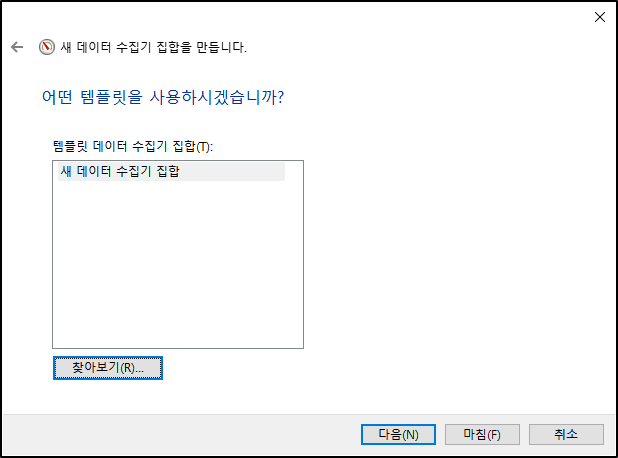 새 데이터 수집기 집합을 만듭니다.
어떤 템플릿을 사용하시겠습니까?
템플릿 데이터 수집기 집합(T):
새 데이터 수집기 집합
찾아보기(R)...
다음(N)
마침(F)
취소